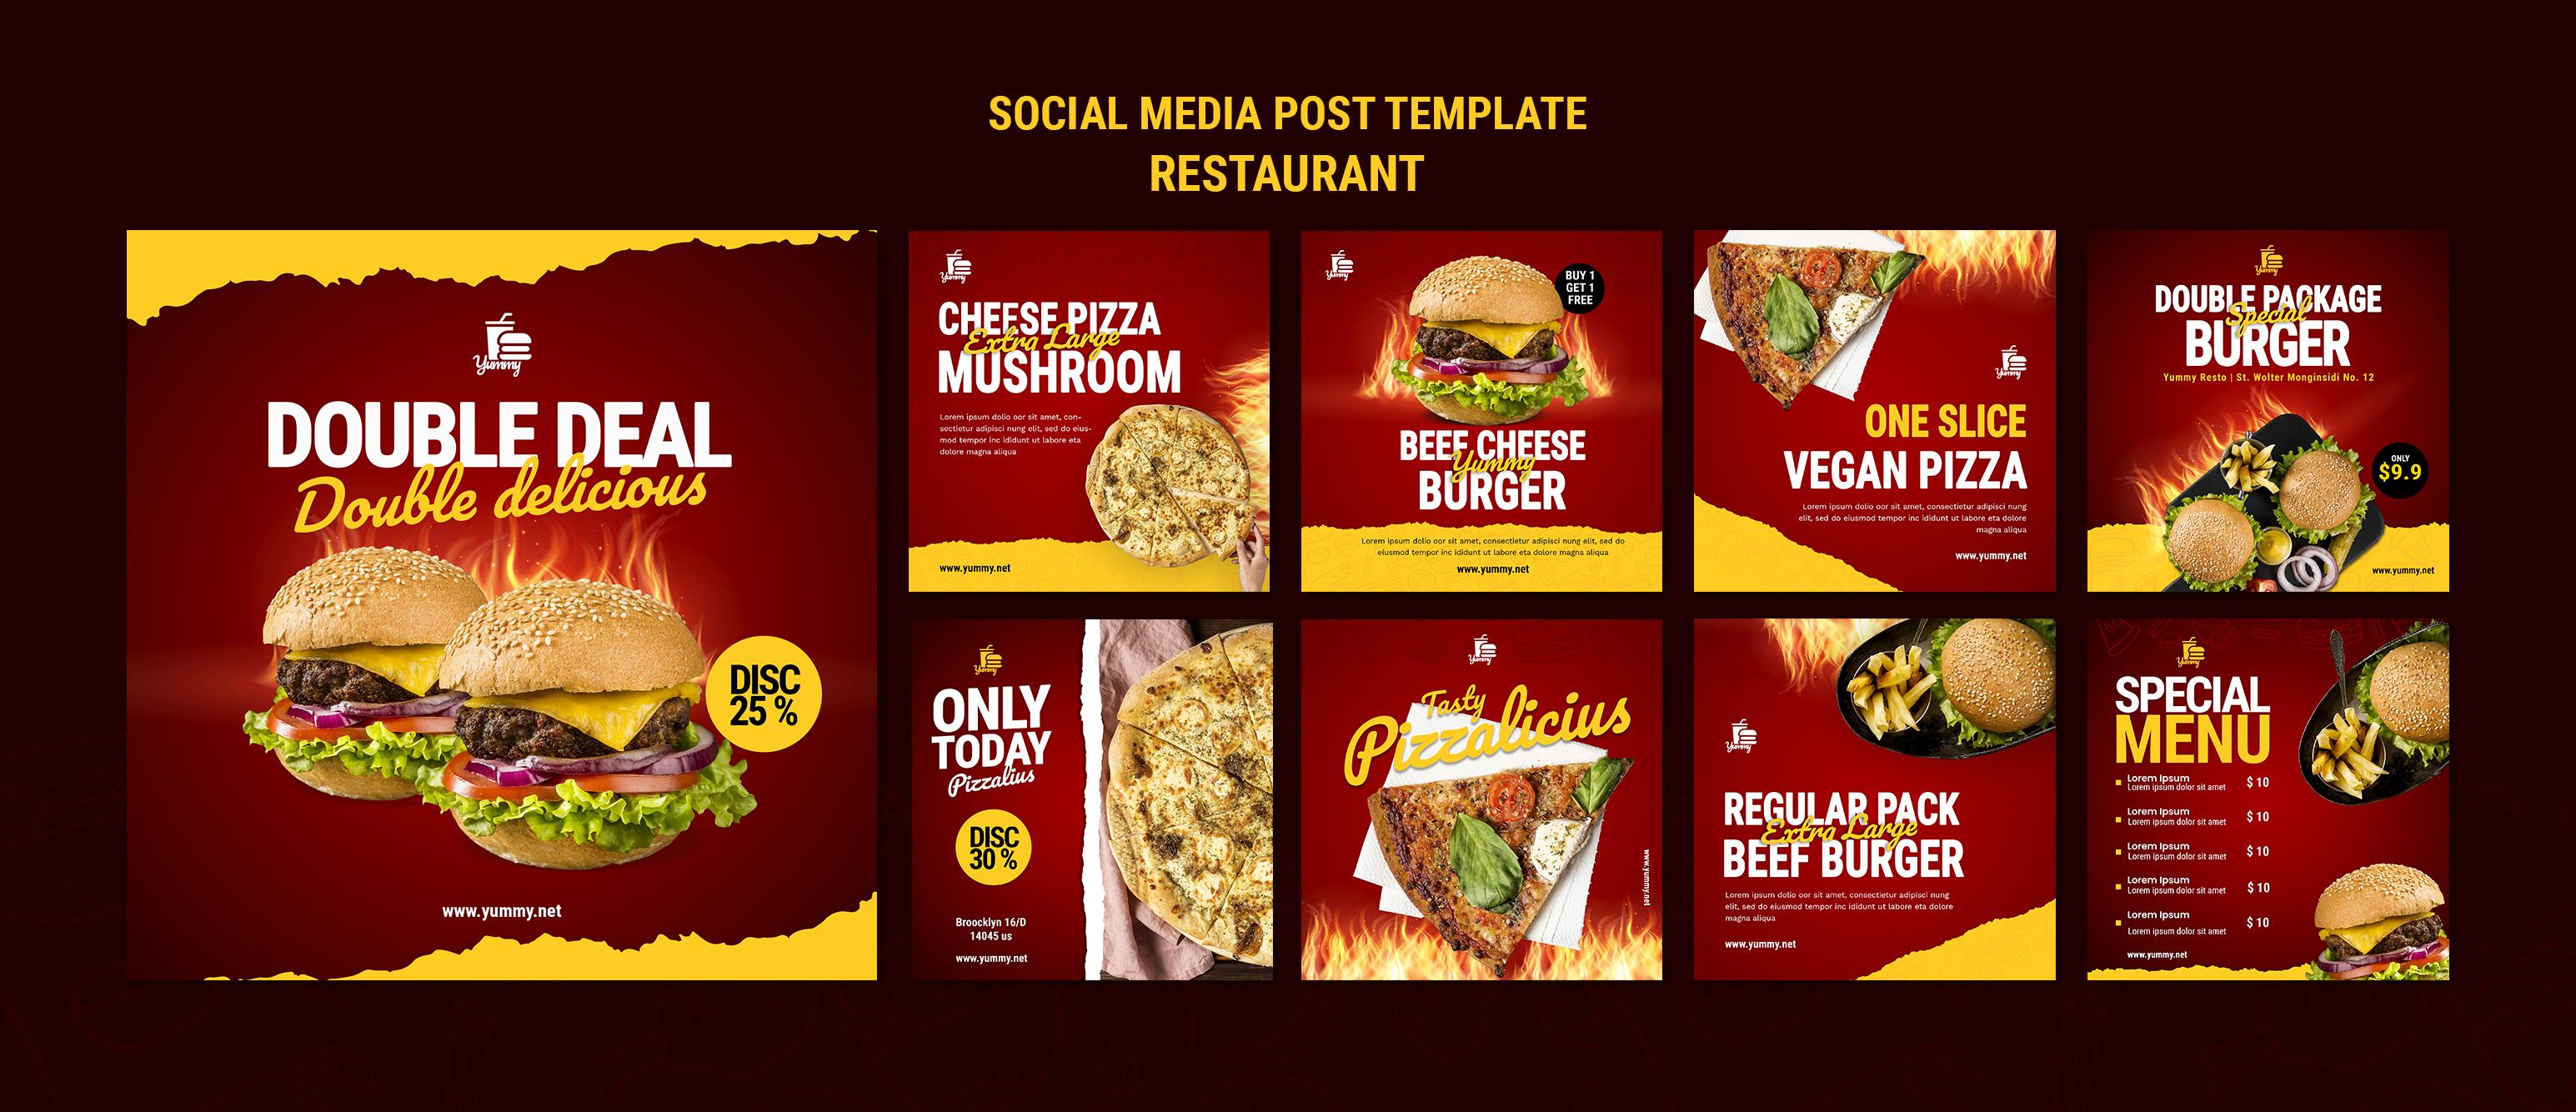 SOCIAL MEDIA POST TEMPLATE
RESTAURANT
Yummy
DOUBLE DEAL
Double delicious
DISC
25 %
www.yummy.net
Yummy
CHEESE PIZZA
Extra Large
MUSHROOM
Lorem ipsum dolio oor sit amet, con-
sectietur adipisci nung elit, sed do eius-
mod tempor inc ididunt ut labore eta
dolore magna aliqua
www.yummy.net
Yummy
BUY 1
GET 1
FREE
BEEF CHEESE
Yummy
BURGER
Lorem ipsum dolio oor sit amet, consectetur adipisci nung elit, sed do
eiusmod tempor inc ididunt ut labore eta dolore magna aliqua
www.yummy.net
Yummy
ONE SLICE
VEGAN PIZZA
Lorem ipsum dolio oor sit amet, consectetur adipisci nung
elit, sed do eiusmod tempor inc ididunt ut labore eta dolore
magna aliqua
www.yummy.net
Yummy
DOUBLE PACKAGE
Special
BURGER
Yummy Resto | St. Wolter Monginsidi No. 12
ONLY
$9.9
www.yummy.net
Yummy
ONLY
TODAY
Pizzalius
DISC
30 %
Broocklyn 16/D
14045 us
www.yummy.net
Yummy
Tasty
Pizzalicius
www.yummy.net
Yummy
REGULAR PACK
Extra Large
BEEF BURGER
Lorem ipsum dolio oor sit amet, consectetur adipisci nung
elit, sed do eiusmod tempor inc ididunt ut labore eta dolore
magna aliqua
www.yummy.net
Yummy
SPECIAL
MENU
Lorem Ipsum
Lorem ipsum dolor sit amet $ 10
Lorem Ipsum
Lorem ipsum dolor sit amet $ 10
Lorem Ipsum
Lorem ipsum dolor sit amet $ 10
Lorem Ipsum
Lorem ipsum dolor sit amet $ 10
Lorem Ipsum
Lorem ipsum dolor sit amet $ 10
www.yummy.net